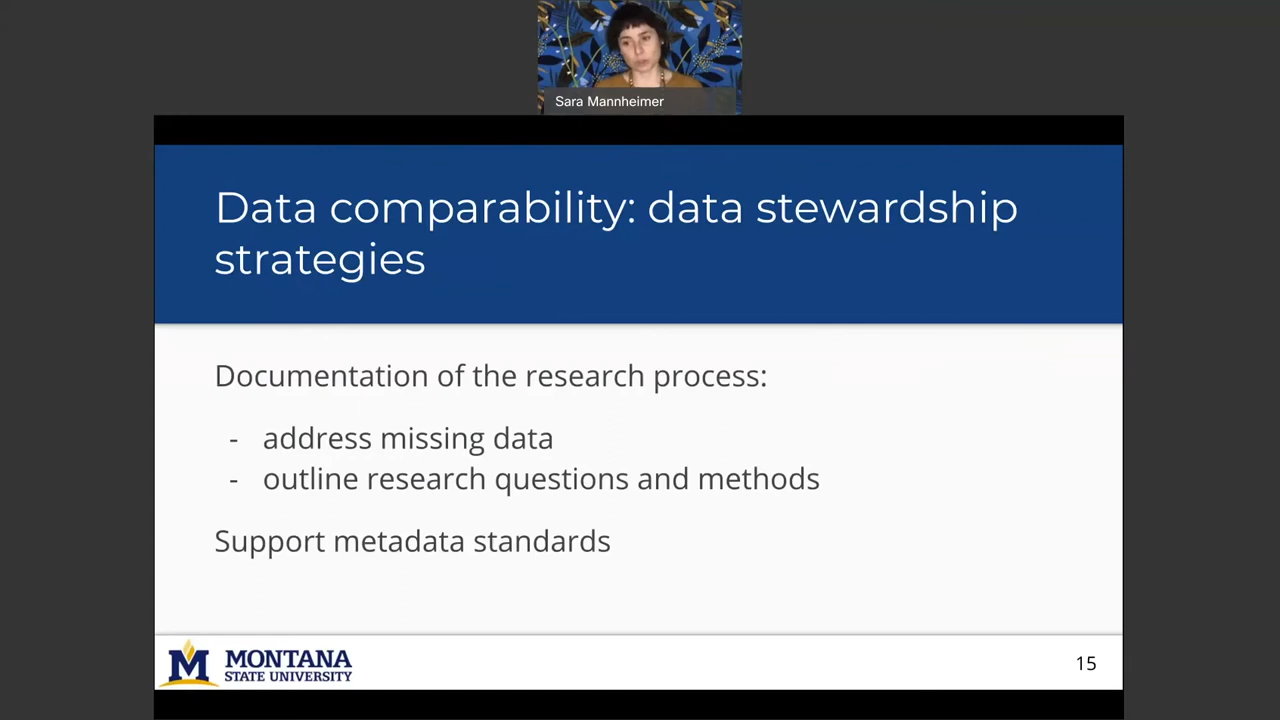 Sara Mannheimer
Data comparability: data stewardship
strategies
Documentation of the research process:
- address missing data
- outline research questions and methods
Support metadata standards
M MONTANA
STATE UNIVERSITY
15